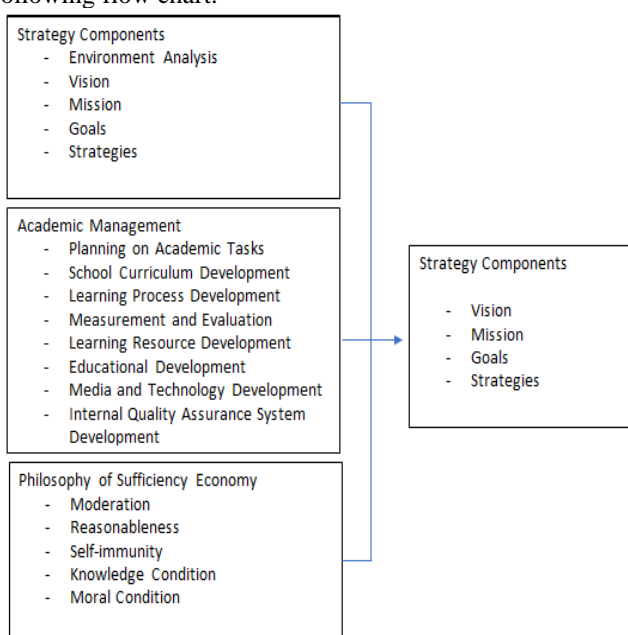 ollowing flow chart.
Strategy Components
- Environment Analysis
- Vision
- Mission
- Goals
- Strategies
Academic Management
- Planning on Academic Tasks
- School Curriculum Development
- Learning Process Development
- Measurement and Evaluation
- Learning Resource Development
- Educational Development
- Media and Technology Development
- Internal Quality Assurance System
Development
Philosophy of Sufficiency Economy
- Moderation
- Reasonableness
- Self-immunity
- Knowledge Condition
- Moral Condition
Strategy Components
- Vision
- Mission
- Goals
- Strategies